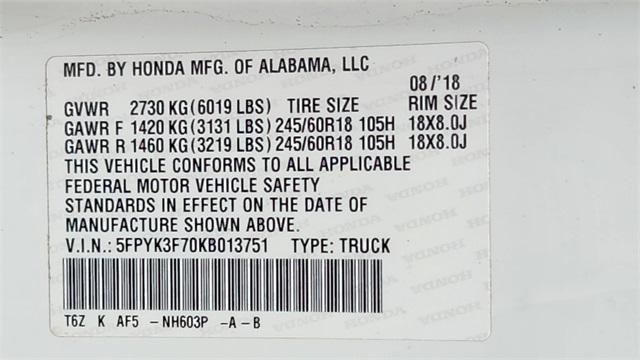 MFD. BY HONDA MFG. OF ALABAMA, LLC
08/'18
GVWR 2730 KG(6019 LBS) TIRE SIZE RIM SIZE
GAWR F 1420 KG(3131 LBS) 245/60R18 105H 18X8.0J
GAWR R 1460 KG(3219 LBS) 245/60R18 105H 18X8.0J
THIS VEHICLE CONFORMS TO ALL APPLICABLE
FEDERAL MOTOR VEHICLE SAFETY
STANDARDS IN EFFECT ON THE DATE OF
MANUFACTURE SHOWN ABOVE.
V.I.N.: 5FPYK3F70KB013751 TYPE: TRUCK
T6Z K AF5 -NH603P -A-B